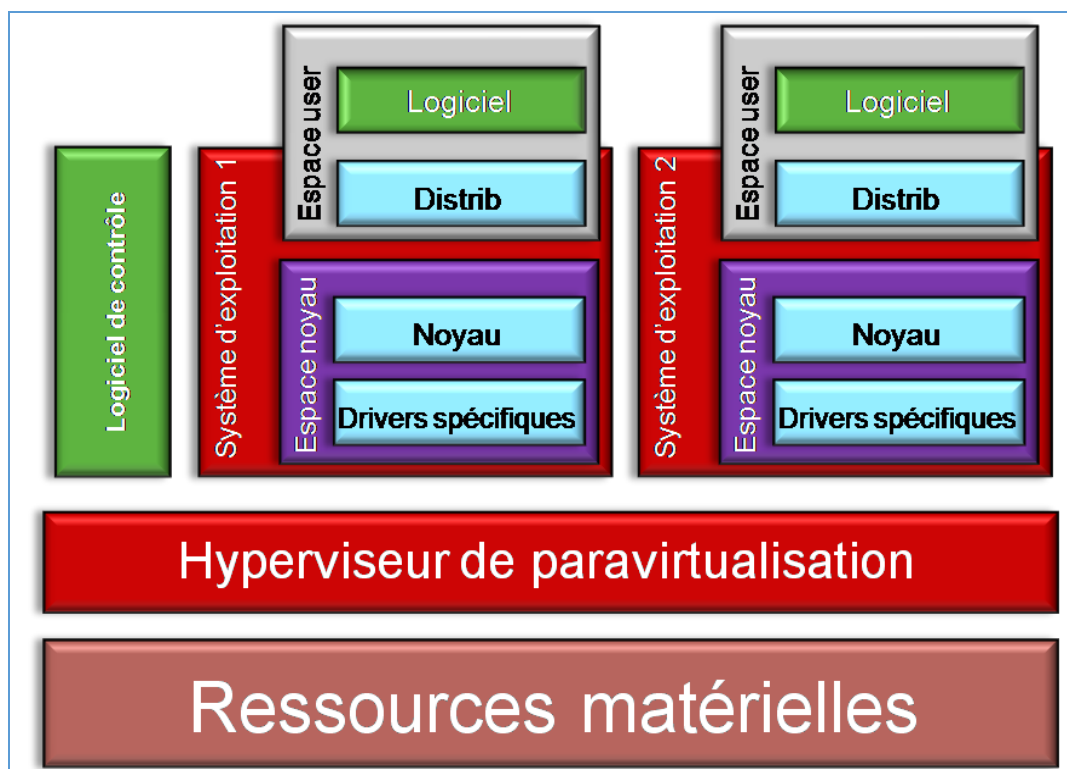 Logiciel de contrôle
Système d'exploitation 1
Espace user
Logiciel
Distrib
Espace noyau
Noyau
Drivers spécifiques
Système d'exploitation 2
Espace user
Logiciel
Distrib
Espace noyau
Noyau
Drivers spécifiques
Hyperviseur de paravirtualisation
Ressources matérielles